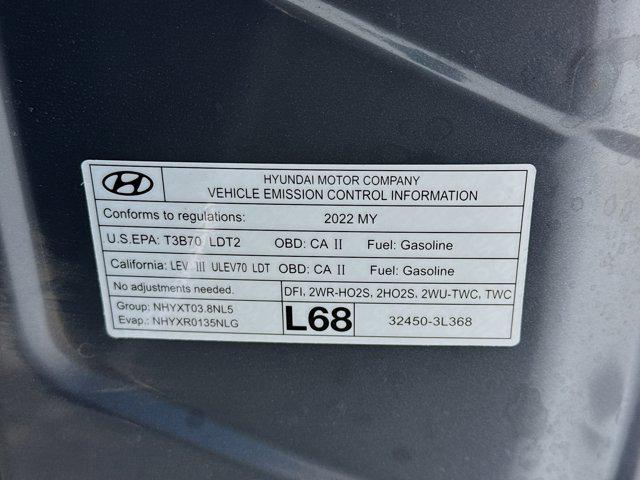 HYUNDAI MOTOR COMPANY
VEHICLE EMISSION CONTROL INFORMATION
Conforms to regulations: 2022 MY
U.S.EPA: T3B70 LDT2 OBD: CA II Fuel: Gasoline
California: LEV III ULEV70 LDT OBD: CA II Fuel: Gasoline
No adjustments needed. DFI, 2WR-HO2S, 2HO2S, 2WU-TWC, TWC
Group: NHYXT03.8NL5
Evap.: NHYXR0135NLG
L68
32450-3L368